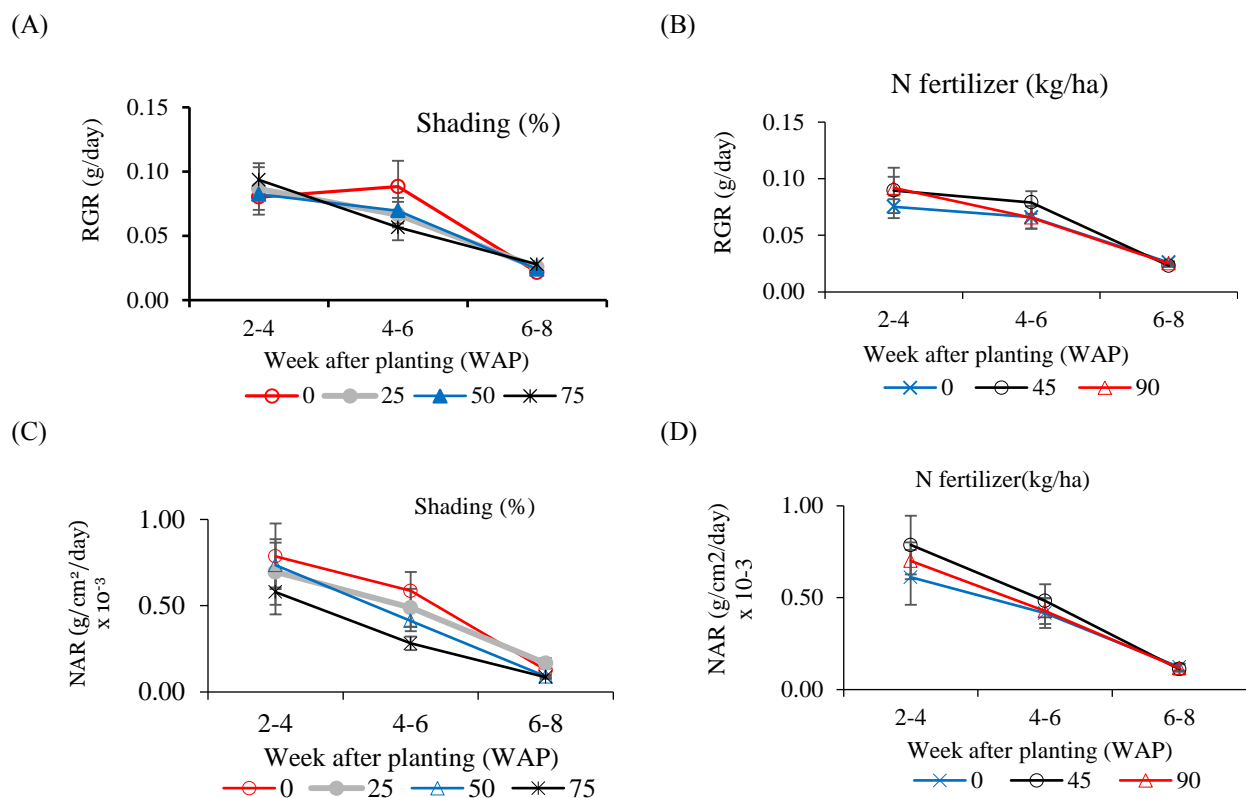 (A)
Shading (%)
RGR (g/day)
0.15
0.10
0.05
0.00
2-4 4-6 6-8
Week after planting (WAP)
0 25 50 75
(B)
N fertilizer (kg/ha)
RGR (g/day)
0.15
0.10
0.05
0.00
2-4 4-6 6-8
Week after planting (WAP)
0 45 90
(C)
Shading (%)
NAR (g/cm²/day)
x 10⁻³
1.00
0.50
0.00
2-4 4-6 6-8
Week after planting (WAP)
0 25 50 75
(D)
N fertilizer(kg/ha)
NAR (g/cm2/day)
x 10-3
1.00
0.50
0.00
2-4 4-6 6-8
Week after planting (WAP)
0 45 90